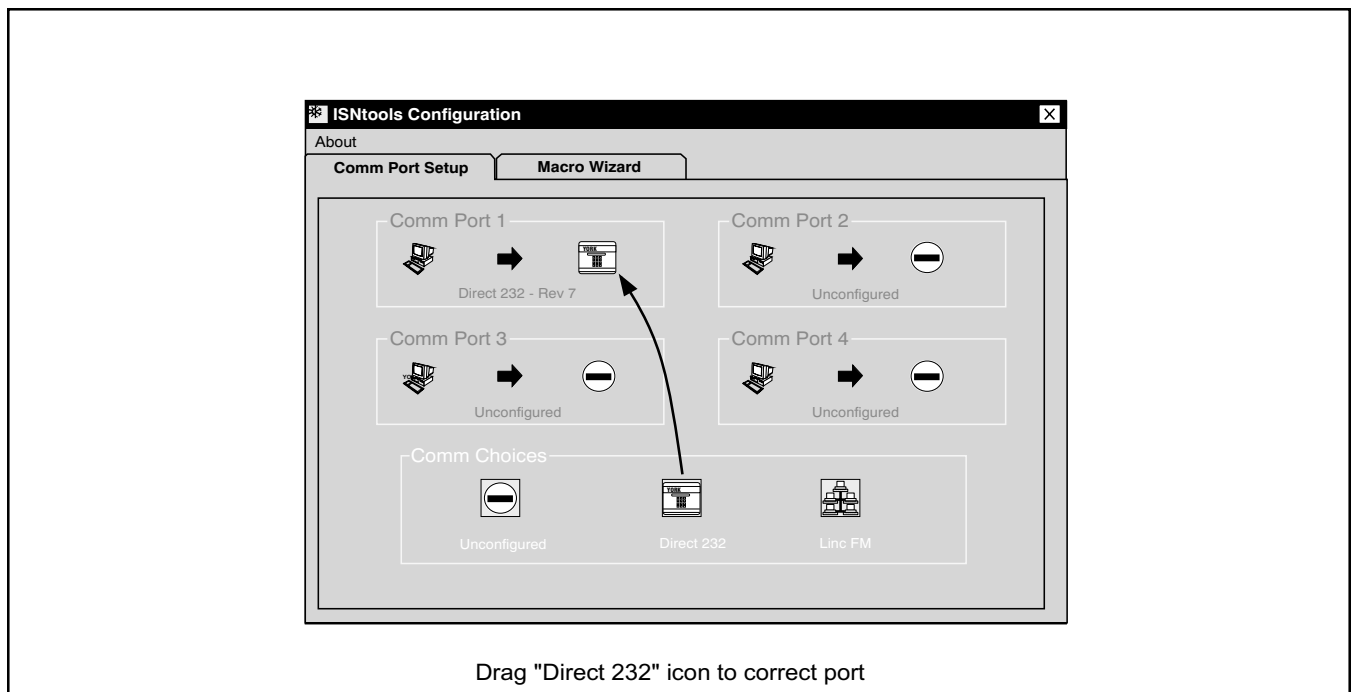 ISNtools Configuration
About
Comm Port Setup Macro Wizard
Comm Port 1 Comm Port 2
YORK
Direct 232 - Rev 7 Unconfigured
Comm Port 3 Comm Port 4
Unconfigured Unconfigured
Comm Choices
YORK
Unconfigured Direct 232 Linc FM
Drag "Direct 232" icon to correct port